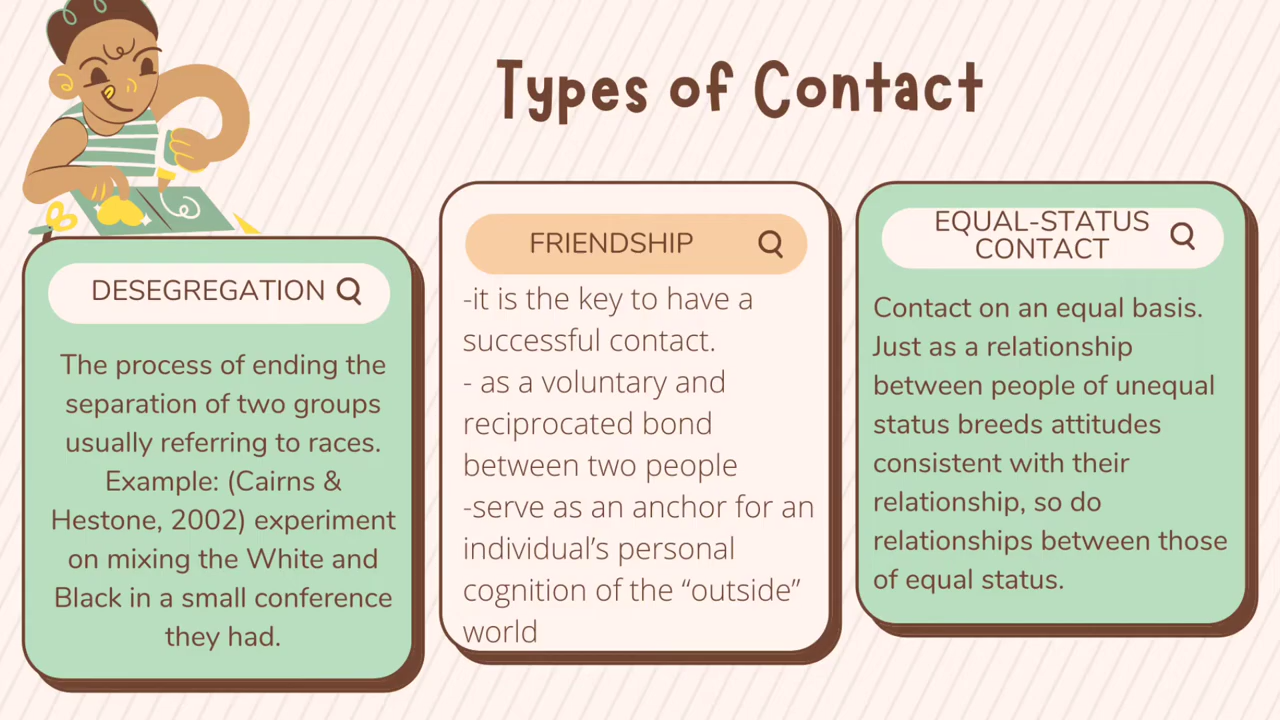 Types of Contact
DESEGREGATION
The process of ending the
separation of two groups
usually referring to races.
Example: (Cairns &
Hestone, 2002) experiment
on mixing the White and
Black in a small conference
they had.
FRIENDSHIP
-it is the key to have a
successful contact.
- as a voluntary and
reciprocated bond
between two people
-serve as an anchor for an
individual’s personal
cognition of the “outside”
world
EQUAL-STATUS
CONTACT
Contact on an equal basis.
Just as a relationship
between people of unequal
status breeds attitudes
consistent with their
relationship, so do
relationships between those
of equal status.